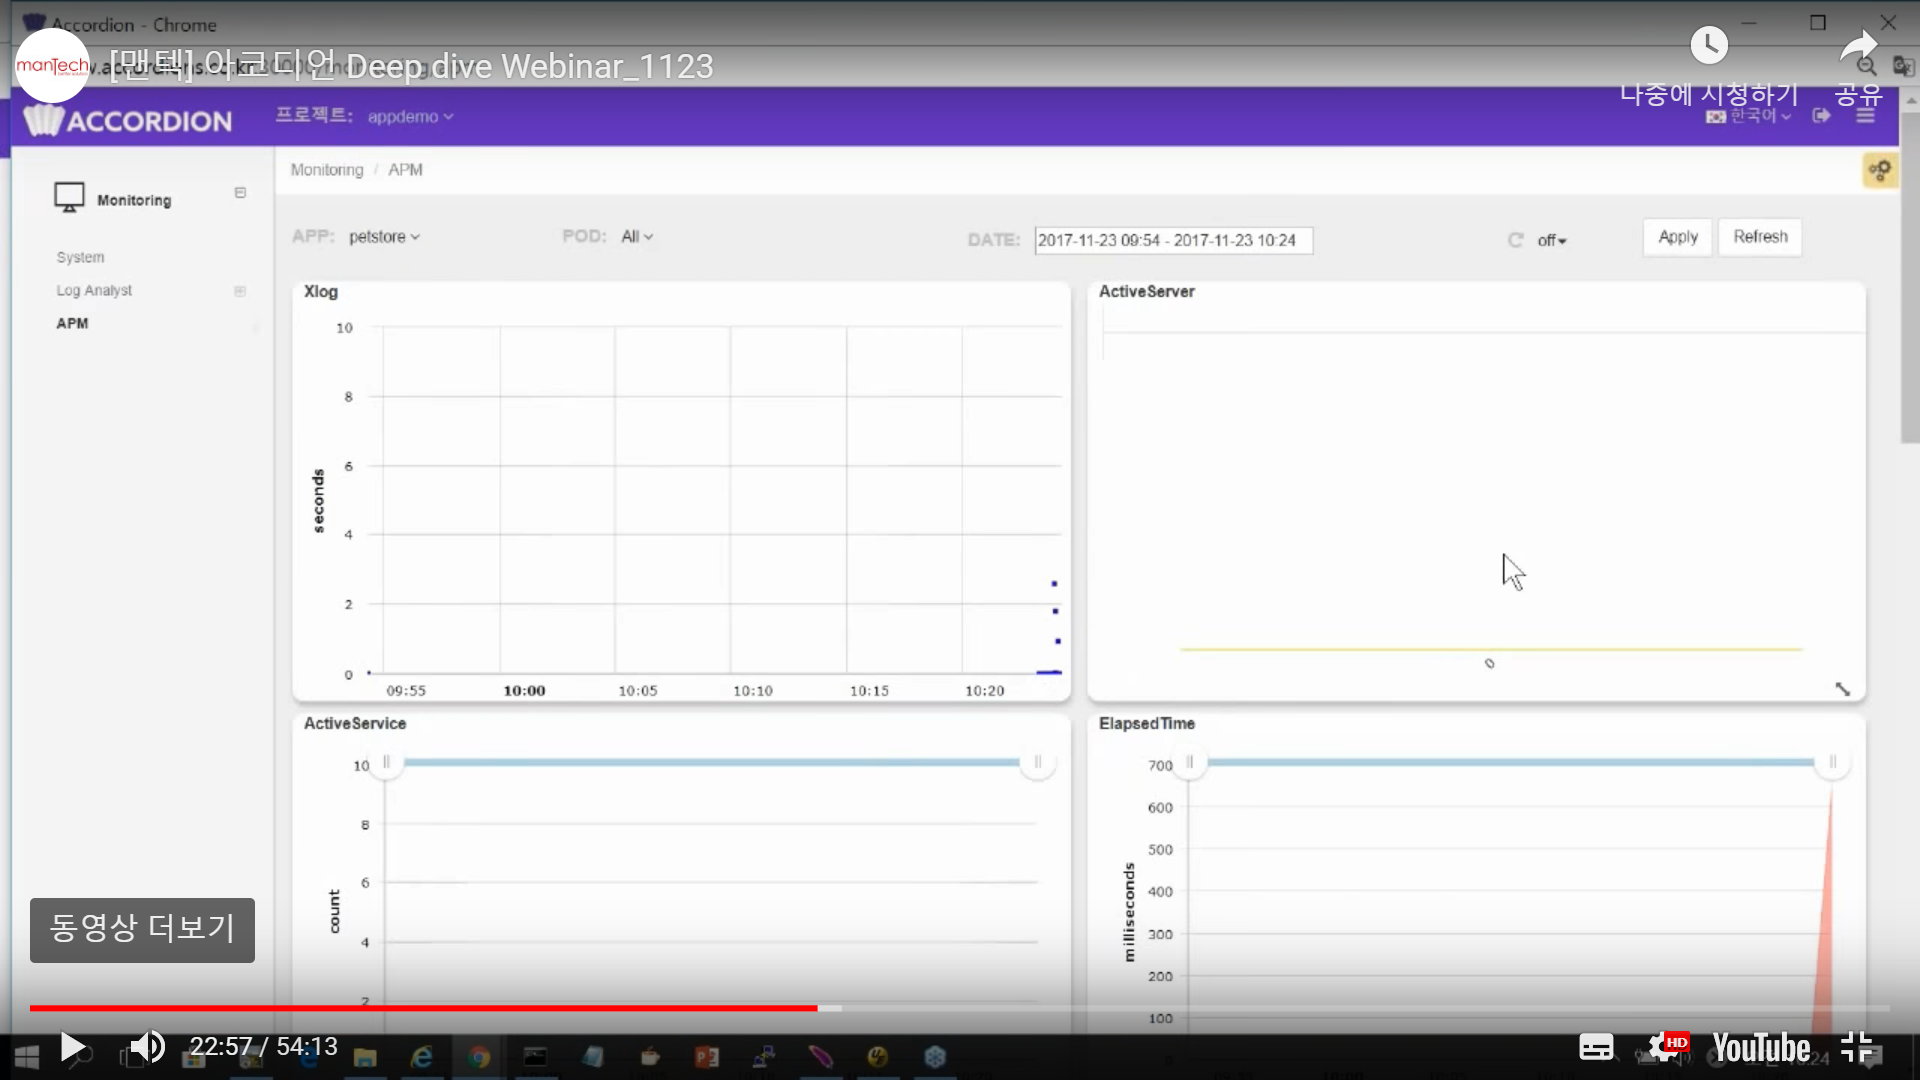 Accordion - Chrome
manTech
[맨텍] 아코디언 Deep dive Webinar_1123
나중에 시청하기
공유
ACCORDION
프로젝트: appdemo
한국어
Monitoring
Monitoring / APM
System
Log Analyst
APM
APP: petstore
POD: All
DATE: 2017-11-23 09:54 - 2017-11-23 10:24
off
Apply
Refresh
Xlog
10
8
6
4
2
0
seconds
09:55
10:00
10:05
10:10
10:15
10:20
ActiveServer
0
ActiveService
10
8
6
4
2
count
ElapsedTime
700
600
500
400
300
200
100
milliseconds
동영상 더보기
22:57 / 54:13
HD
YouTube